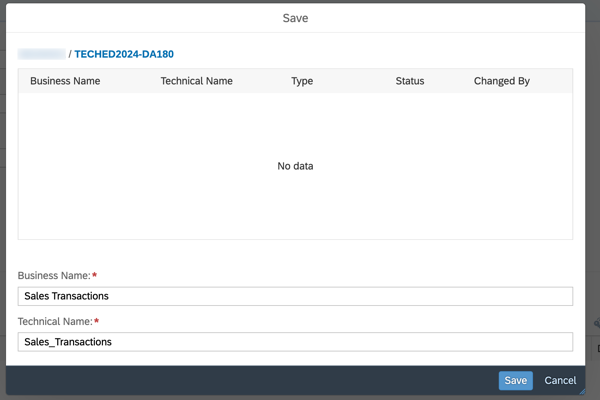 Save
/ TECHED2024-DA180
Business Name Technical Name Type Status Changed By
No data
Business Name:*
Sales Transactions
Technical Name:*
Sales_Transactions
Save Cancel